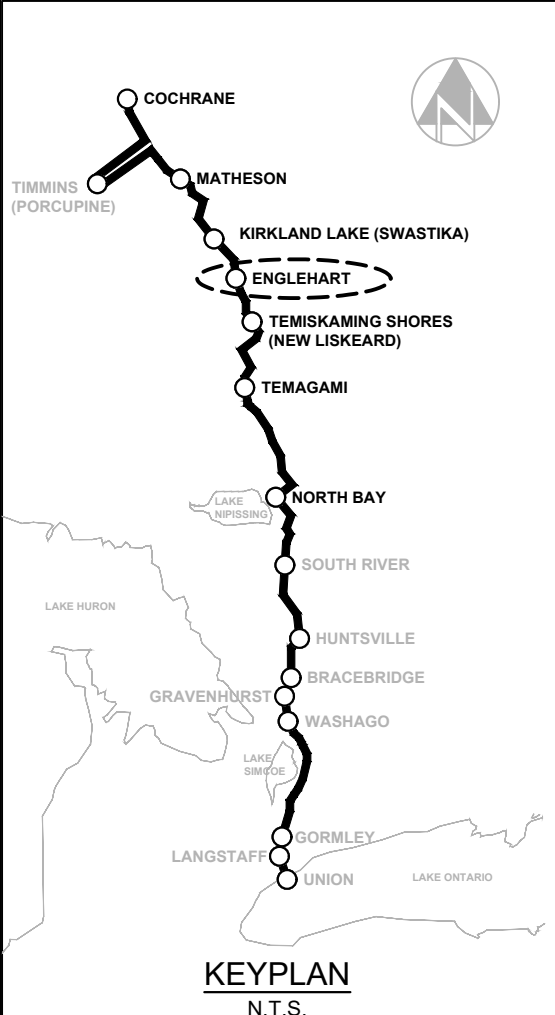 COCHRANE
N
TIMMINS
(PORCUPINE)
MATHESON
KIRKLAND LAKE (SWASTIKA)
ENGLEHART
TEMISKAMING SHORES
(NEW LISKEARD)
TEMAGAMI
LAKE
NIPISSING
NORTH BAY
SOUTH RIVER
LAKE HURON
HUNTSVILLE
BRACEBRIDGE
GRAVENHURST
WASHAGO
LAKE
SIMCOE
GORMLEY
LANGSTAFF
UNION
LAKE ONTARIO
KEYPLAN
N.T.S.